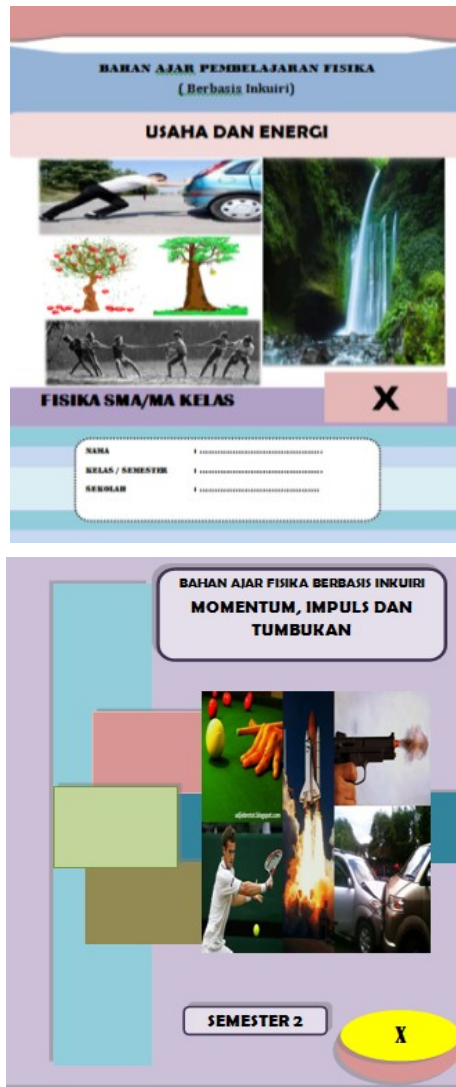 BAHAN AJAR PEMBELAJARAN FISIKA
( Berbasis Inkuiri)
USAHA DAN ENERGI
FISIKA SMA/MA KELAS
X
NAMA : ........................................
KELAS / SEMESTER : ........................................
SEKOLAH : ........................................
BAHAN AJAR FISIKA BERBASIS INKUIRI
MOMENTUM, IMPULS DAN
TUMBUKAN
SEMESTER 2
X